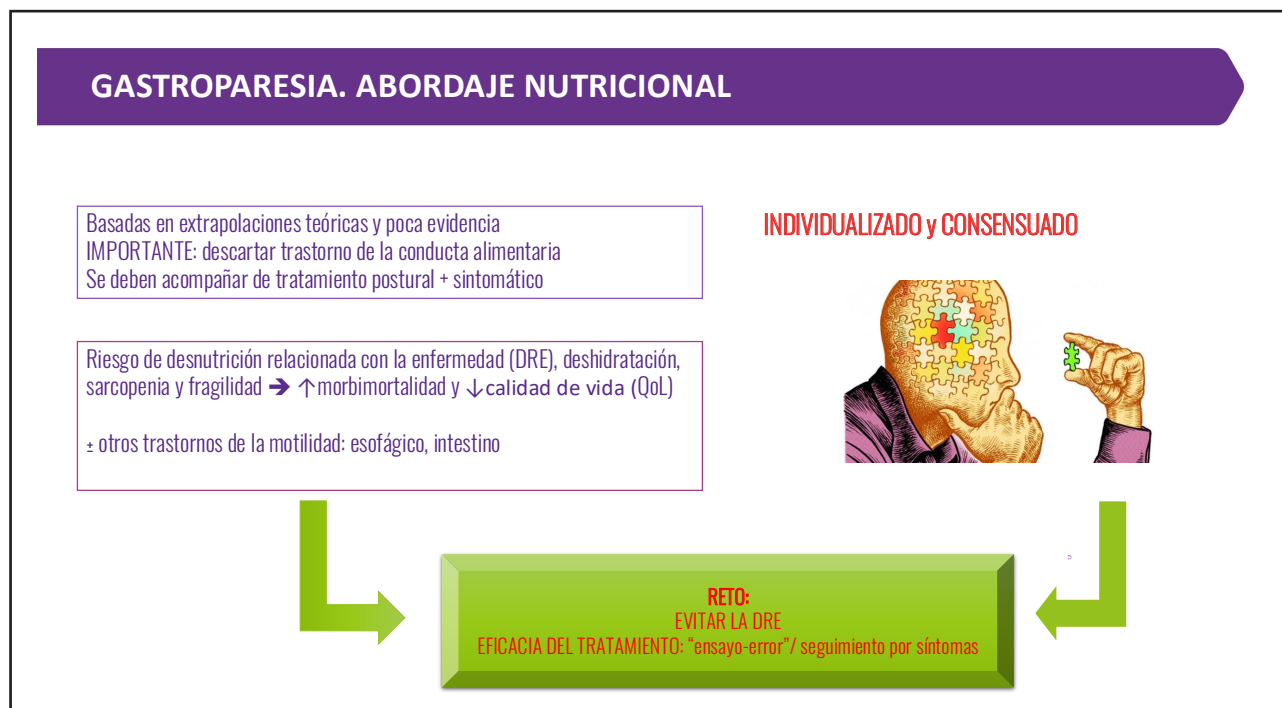 GASTROPARESIA. ABORDAJE NUTRICIONAL
Basadas en extrapolaciones teóricas y poca evidencia
IMPORTANTE: descartar trastorno de la conducta alimentaria
Se deben acompañar de tratamiento postural + sintomático
INDIVIDUALIZADO y CONSENSUADO
Riesgo de desnutrición relacionada con la enfermedad (DRE), deshidratación,
sarcopenia y fragilidad ➔ ↑morbimortalidad y ↓calidad de vida (QoL)
± otros trastornos de la motilidad: esofágico, intestino
RETO:
EVITAR LA DRE
EFICACIA DEL TRATAMIENTO: “ensayo-error”/ seguimiento por síntomas